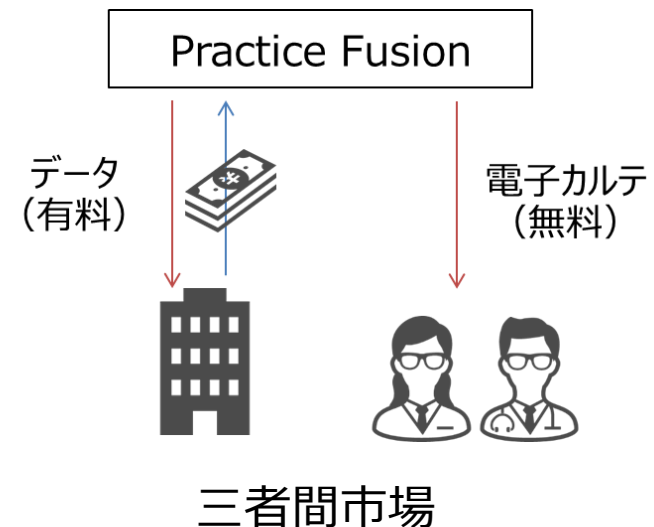 Practice Fusion
データ
（有料）
¥
電子カルテ
（無料）
三者間市場